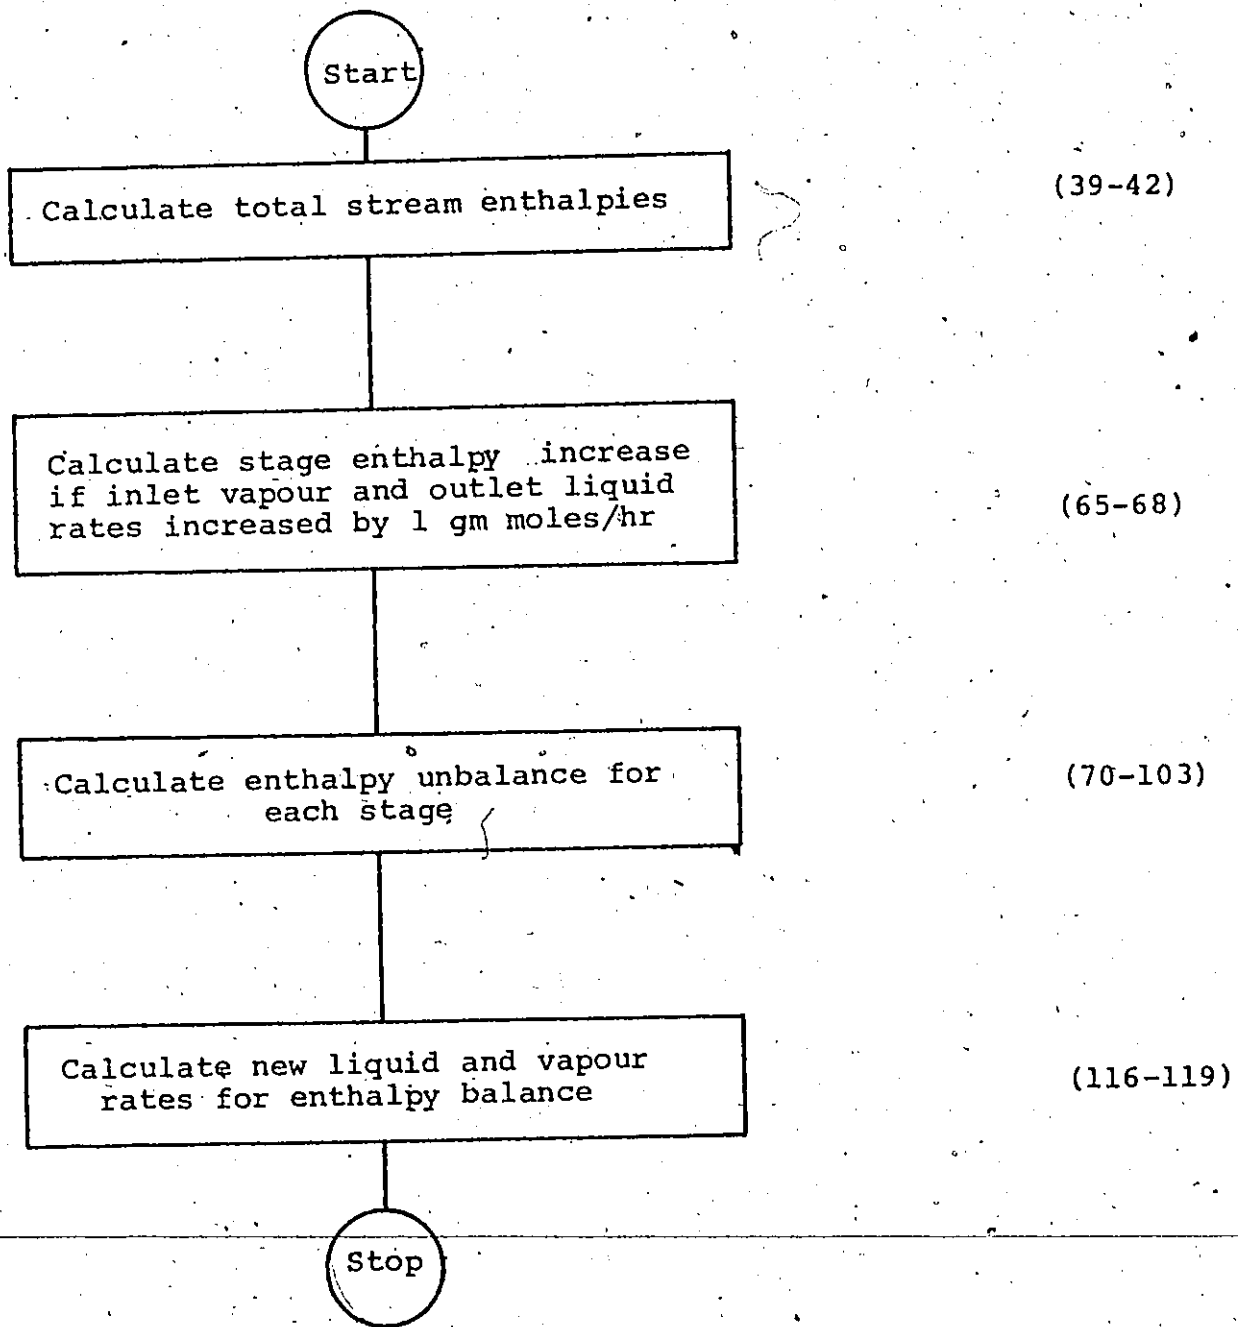 Start
Calculate total stream enthalpies
(39-42)
Calculate stage enthalpy increase
if inlet vapour and outlet liquid
rates increased by 1 gm moles/hr
(65-68)
Calculate enthalpy unbalance for
each stage
(70-103)
Calculate new liquid and vapour
rates for enthalpy balance
(116-119)
Stop